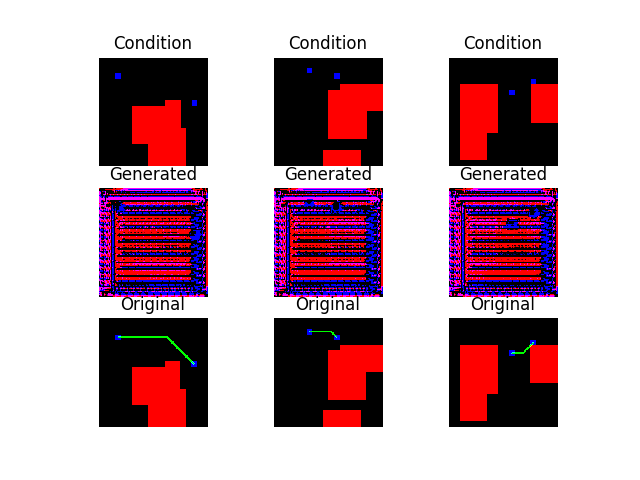 Condition Condition Condition
Generated Generated Generated
Original Original Original